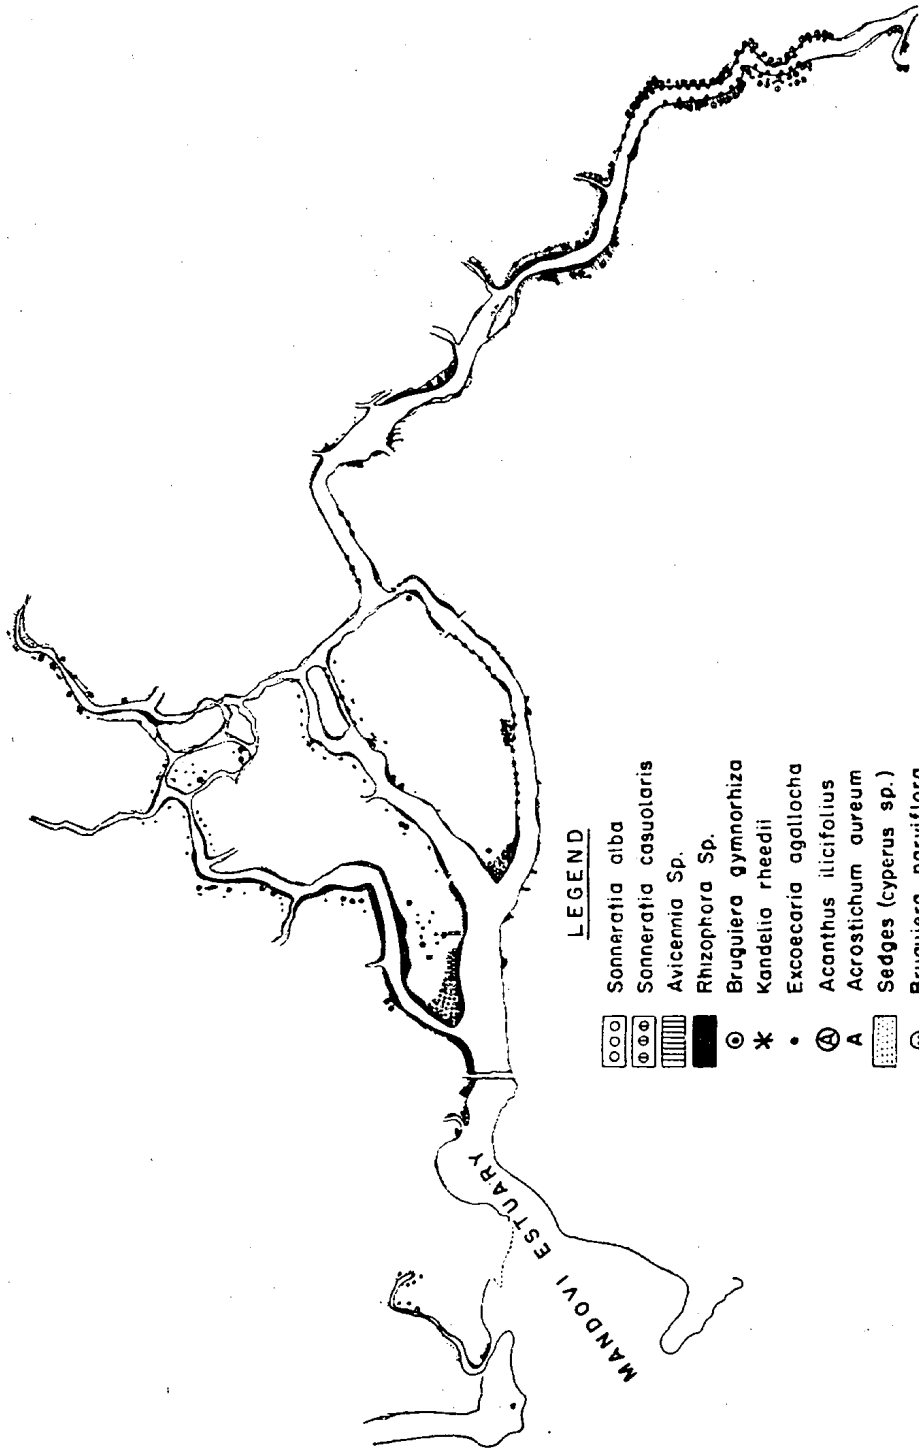 MANDOVI ESTUARY
LEGEND
Sonneratia alba
Sonneratia casuolaris
Avicennia Sp.
Rhizophora Sp.
Bruguiera gymnorhiza
Kandelia rheedii
Excoecaria agallocha
A Acanthus ilicifolius
A Acrostichum aureum
Sedges (cyperus sp.)